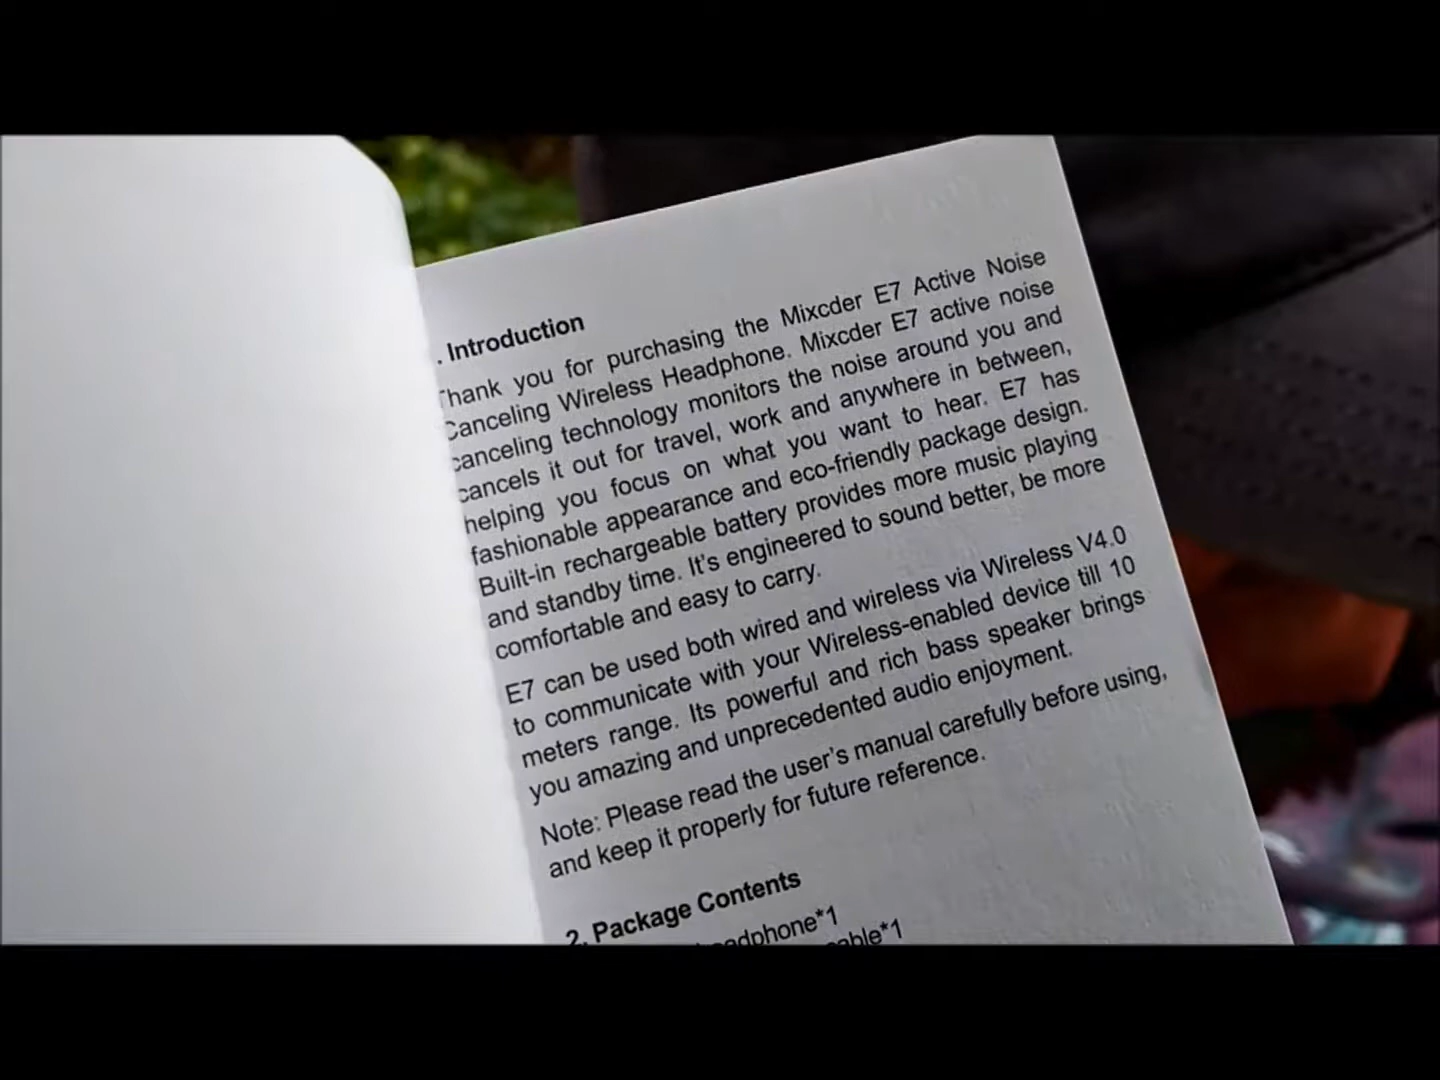 . Introduction
Thank you for purchasing the Mixcder E7 Active Noise
Canceling Wireless Headphone. Mixcder E7 active noise
canceling technology monitors the noise around you and
cancels it out for travel, work and anywhere in between,
helping you focus on what you want to hear. E7 has
fashionable appearance and eco-friendly package design.
Built-in rechargeable battery provides more music playing
and standby time. It's engineered to sound better, be more
comfortable and easy to carry.
E7 can be used both wired and wireless via Wireless V4.0
to communicate with your Wireless-enabled device till 10
meters range. Its powerful and rich bass speaker brings
you amazing and unprecedented audio enjoyment.
Note: Please read the user's manual carefully before using,
and keep it properly for future reference.
2. Package Contents